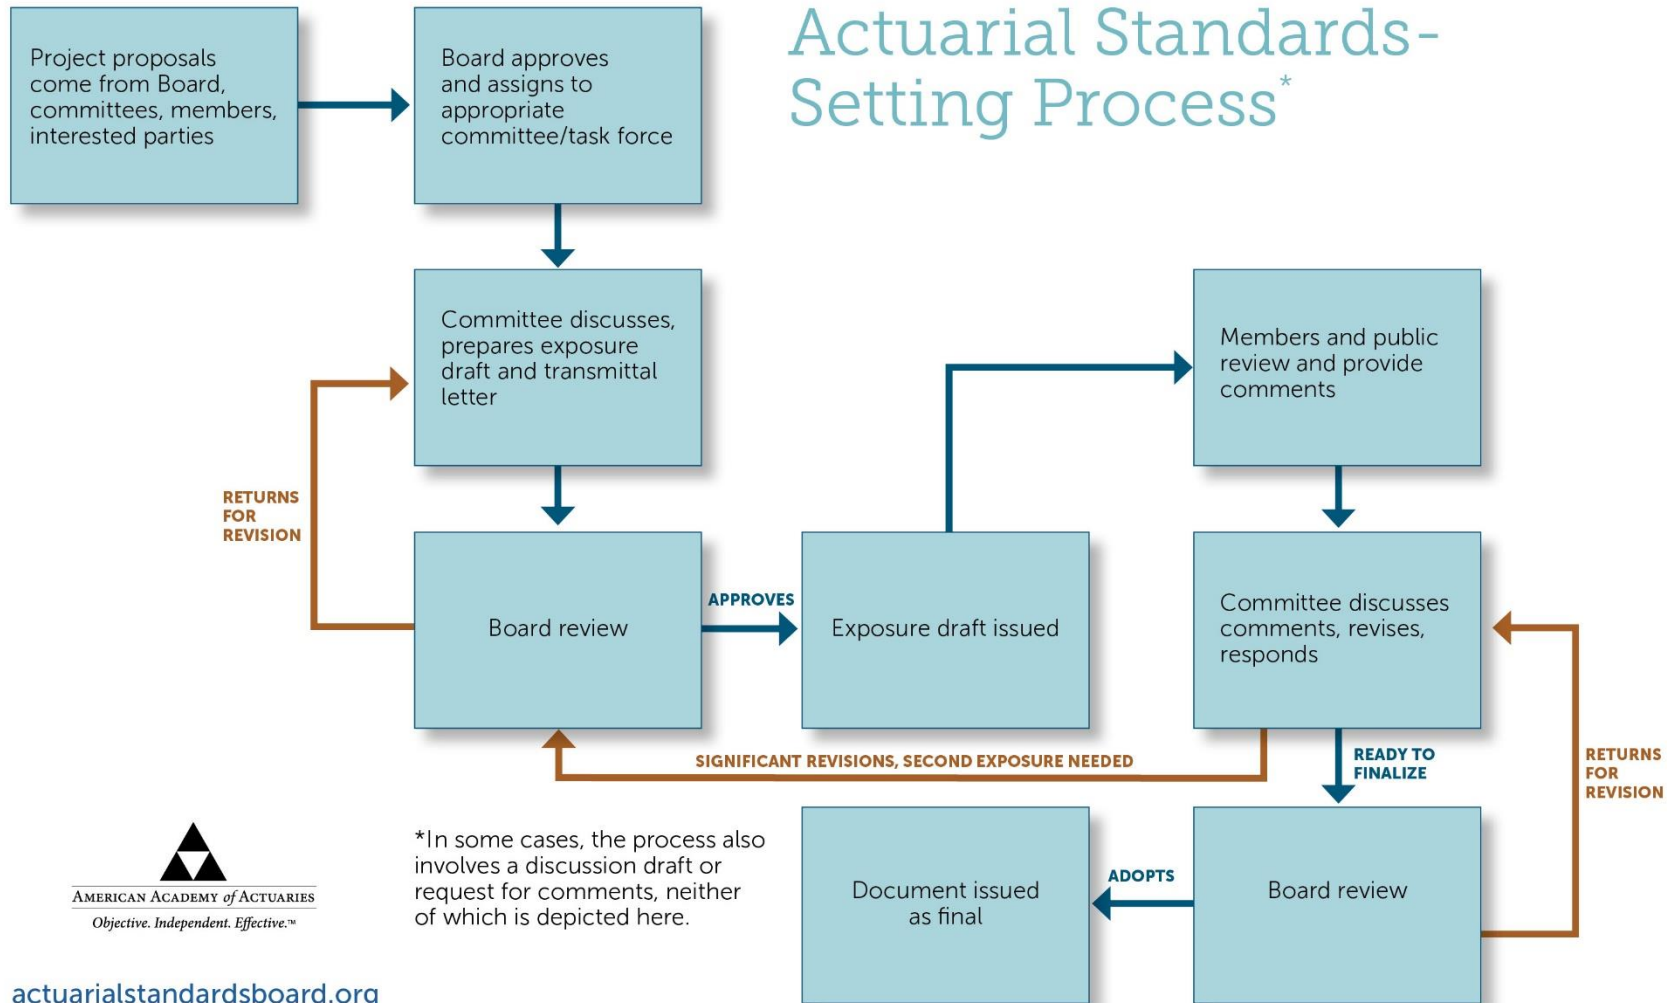 Actuarial Standards-
Setting Process*
Project proposals
come from Board,
committees, members,
interested parties
Board approves
and assigns to
appropriate
committee/task force
Committee discusses,
prepares exposure
draft and transmittal
letter
RETURNS
FOR
REVISION
Board review
APPROVES
Exposure draft issued
Members and public
review and provide
comments
Committee discusses
comments, revises,
responds
SIGNIFICANT REVISIONS, SECOND EXPOSURE NEEDED
READY TO
FINALIZE
RETURNS
FOR
REVISION
Board review
ADOPTS
Document issued
as final
*In some cases, the process also
involves a discussion draft or
request for comments, neither
of which is depicted here.
AMERICAN ACADEMY of ACTUARIES
Objective. Independent. Effective.™
actuarialstandardsboard.org